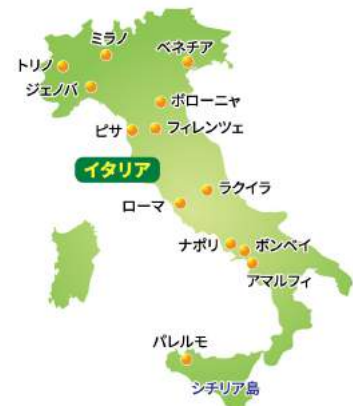 ミラノ
ベネチア
トリノ
ジェノバ
ボローニャ
ピサ
フィレンツェ
イタリア
ラクイラ
ローマ
ナポリ
ポンペイ
アマルフィ
パレルモ
シチリア島